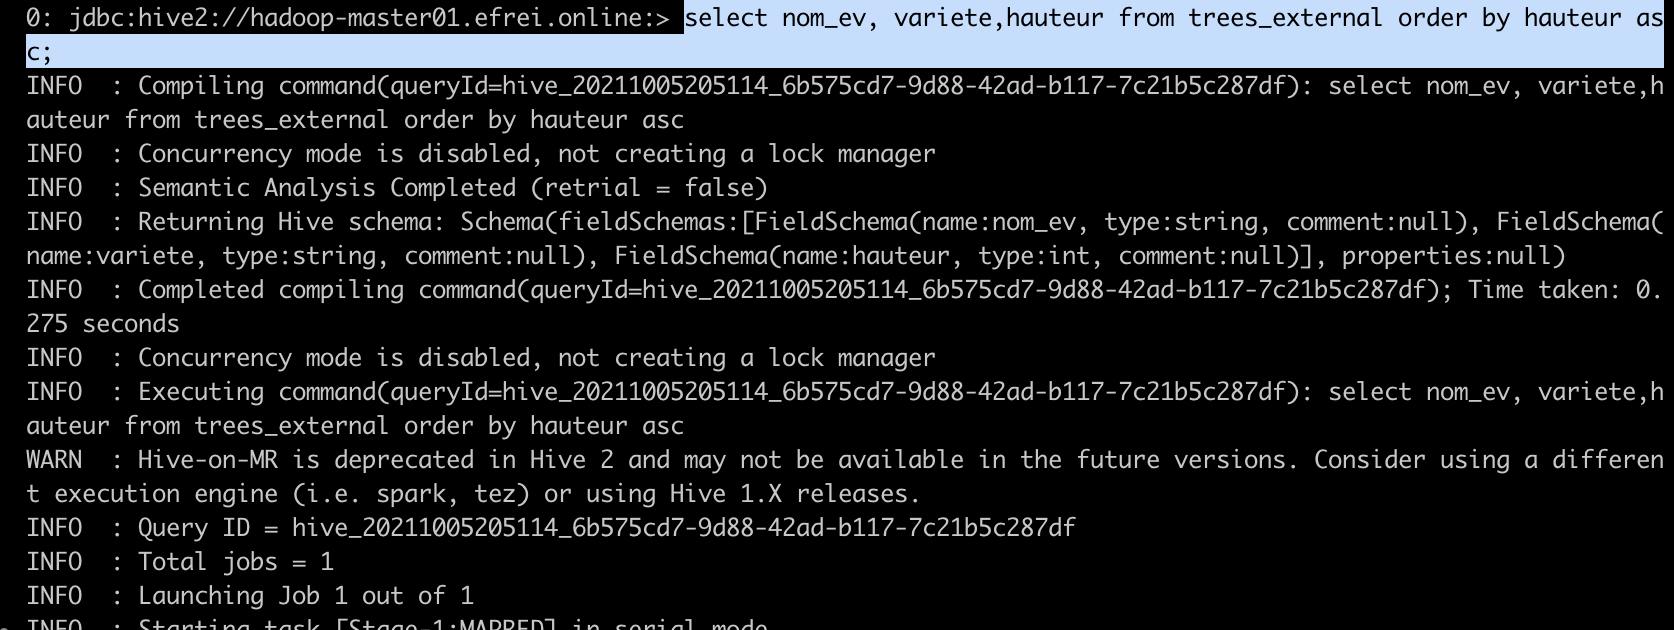 0: jdbc:hive2://hadoop-master01.efrei.online:> select nom_ev, variete,hauteur from trees_external order by hauteur as
c;
INFO  : Compiling command(queryId=hive_20211005205114_6b575cd7-9d88-42ad-b117-7c21b5c287df): select nom_ev, variete,h
auteur from trees_external order by hauteur asc
INFO  : Concurrency mode is disabled, not creating a lock manager
INFO  : Semantic Analysis Completed (retrial = false)
INFO  : Returning Hive schema: Schema(fieldSchemas:[FieldSchema(name:nom_ev, type:string, comment:null), FieldSchema(
name:variete, type:string, comment:null), FieldSchema(name:hauteur, type:int, comment:null)], properties:null)
INFO  : Completed compiling command(queryId=hive_20211005205114_6b575cd7-9d88-42ad-b117-7c21b5c287df); Time taken: 0.
275 seconds
INFO  : Concurrency mode is disabled, not creating a lock manager
INFO  : Executing command(queryId=hive_20211005205114_6b575cd7-9d88-42ad-b117-7c21b5c287df): select nom_ev, variete,h
auteur from trees_external order by hauteur asc
WARN  : Hive-on-MR is deprecated in Hive 2 and may not be available in the future versions. Consider using a differen
t execution engine (i.e. spark, tez) or using Hive 1.X releases.
INFO  : Query ID = hive_20211005205114_6b575cd7-9d88-42ad-b117-7c21b5c287df
INFO  : Total jobs = 1
INFO  : Launching Job 1 out of 1
INFO  : Starting task [Stage-1:MAPRED] in serial mode